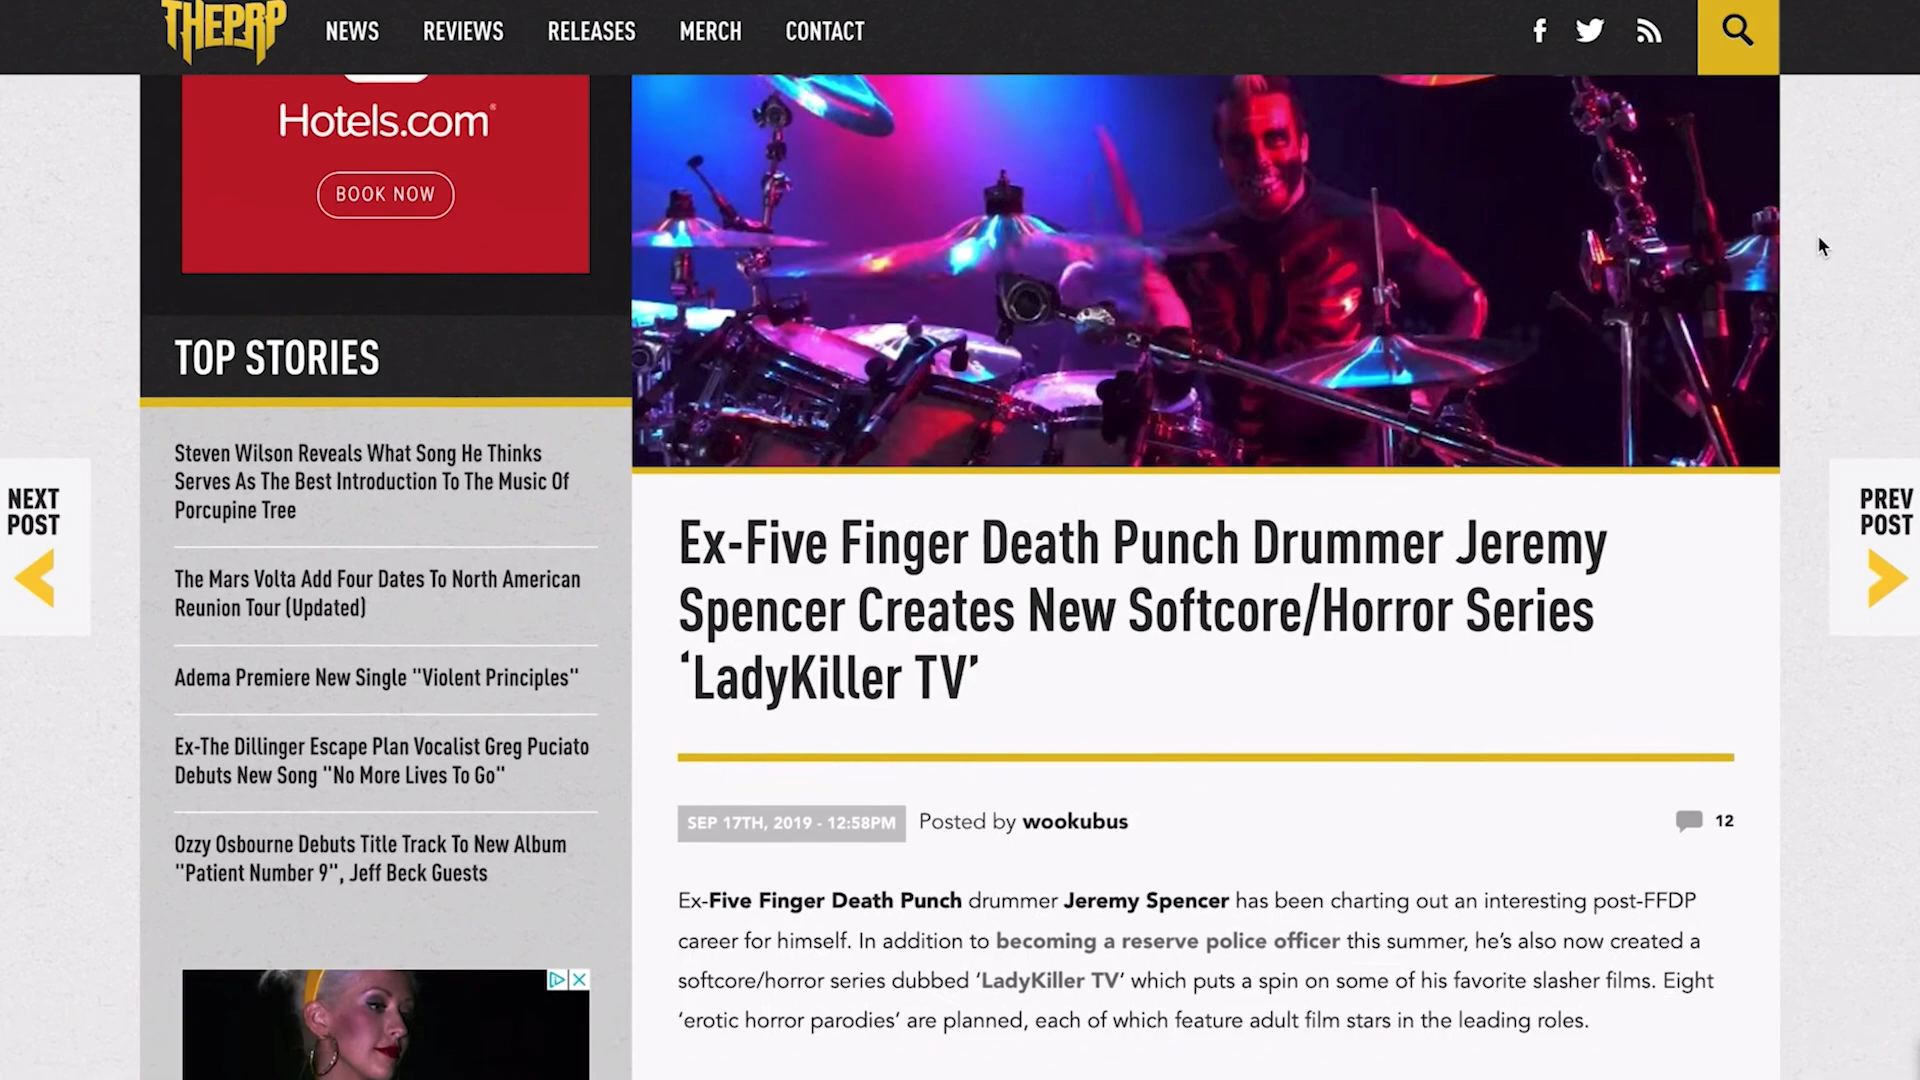 THEPRP
NEWS
REVIEWS
RELEASES
MERCH
CONTACT
Hotels.com
BOOK NOW
TOP STORIES
Steven Wilson Reveals What Song He Thinks
Serves As The Best Introduction To The Music Of
Porcupine Tree
The Mars Volta Add Four Dates To North American
Reunion Tour (Updated)
Adema Premiere New Single "Violent Principles"
Ex-The Dillinger Escape Plan Vocalist Greg Puciato
Debuts New Song "No More Lives To Go"
Ozzy Osbourne Debuts Title Track To New Album
"Patient Number 9", Jeff Beck Guests
NEXT
POST
PREV
POST
Ex-Five Finger Death Punch Drummer Jeremy
Spencer Creates New Softcore/Horror Series
‘LadyKiller TV’
SEP 17TH, 2019 - 12:58PM
Posted by wookubus
12
Ex-Five Finger Death Punch drummer Jeremy Spencer has been charting out an interesting post-FFDP
career for himself. In addition to becoming a reserve police officer this summer, he’s also now created a
softcore/horror series dubbed ‘LadyKiller TV’ which puts a spin on some of his favorite slasher films. Eight
‘erotic horror parodies’ are planned, each of which feature adult film stars in the leading roles.